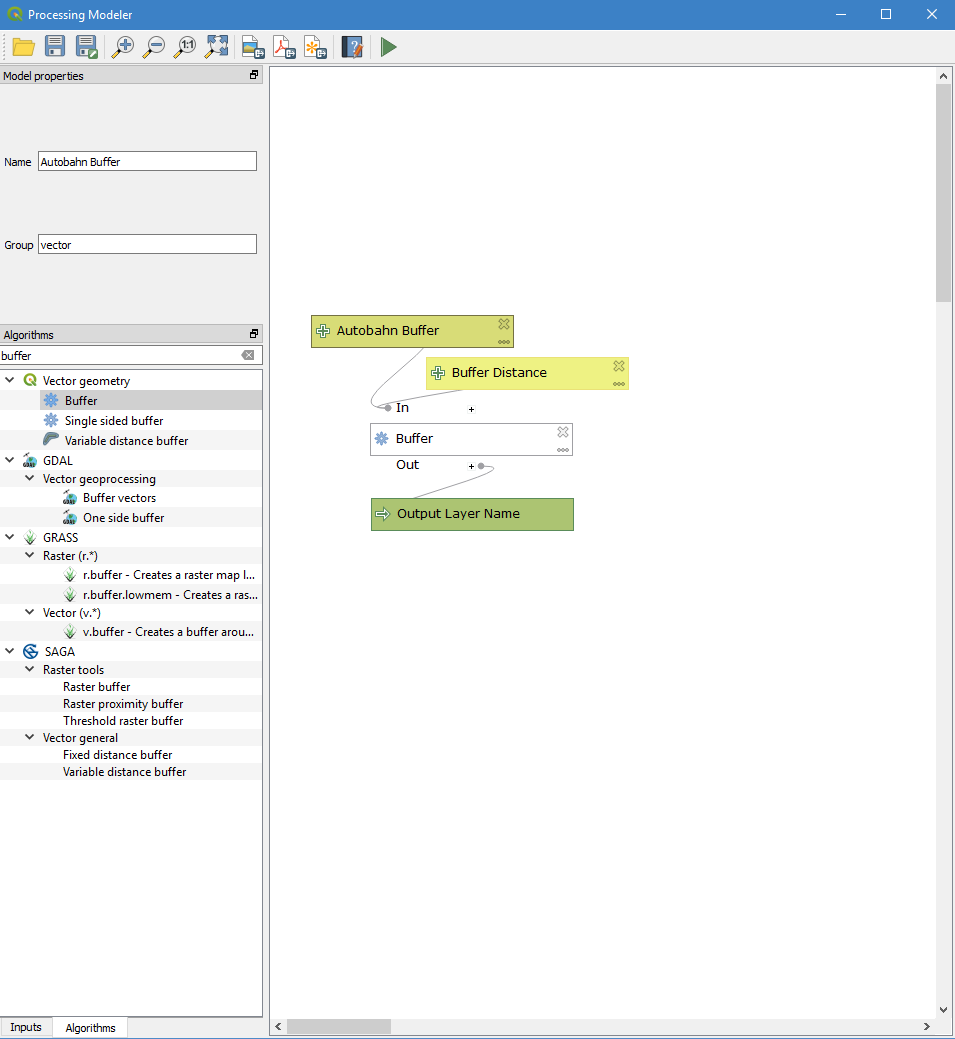 Processing Modeler
1:1
Model properties
Name Autobahn Buffer
Group vector
Algorithms
buffer
Vector geometry
Buffer
Single sided buffer
Variable distance buffer
GDAL
Vector geoprocessing
Buffer vectors
One side buffer
GRASS
Raster (r.*)
r.buffer - Creates a raster map l...
r.buffer.lowmem - Creates a ras...
Vector (v.*)
v.buffer - Creates a buffer arou...
SAGA
Raster tools
Raster buffer
Raster proximity buffer
Threshold raster buffer
Vector general
Fixed distance buffer
Variable distance buffer
Inputs Algorithms
Autobahn Buffer
Buffer Distance
In +
Buffer
Out +
Output Layer Name